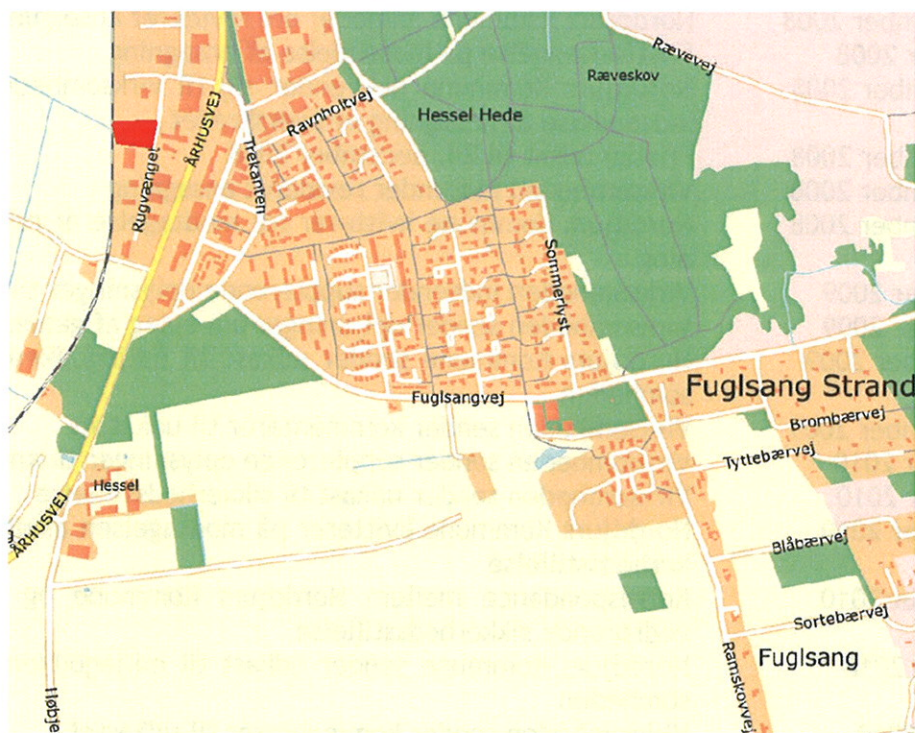 Rævevej
Ræveskov
Hessel Hede
Ravnholtvej
ÅRHUSVEJ
Trekanten
Rugvænget
Sommerlyst
Fuglsangvej
Fuglsang Strand
Brombærvej
Tyttebærvej
Hessel
ÅRHUSVEJ
Blåbærvej
Sortebærvej
Fuglsang
Ramskovvej
Høbje